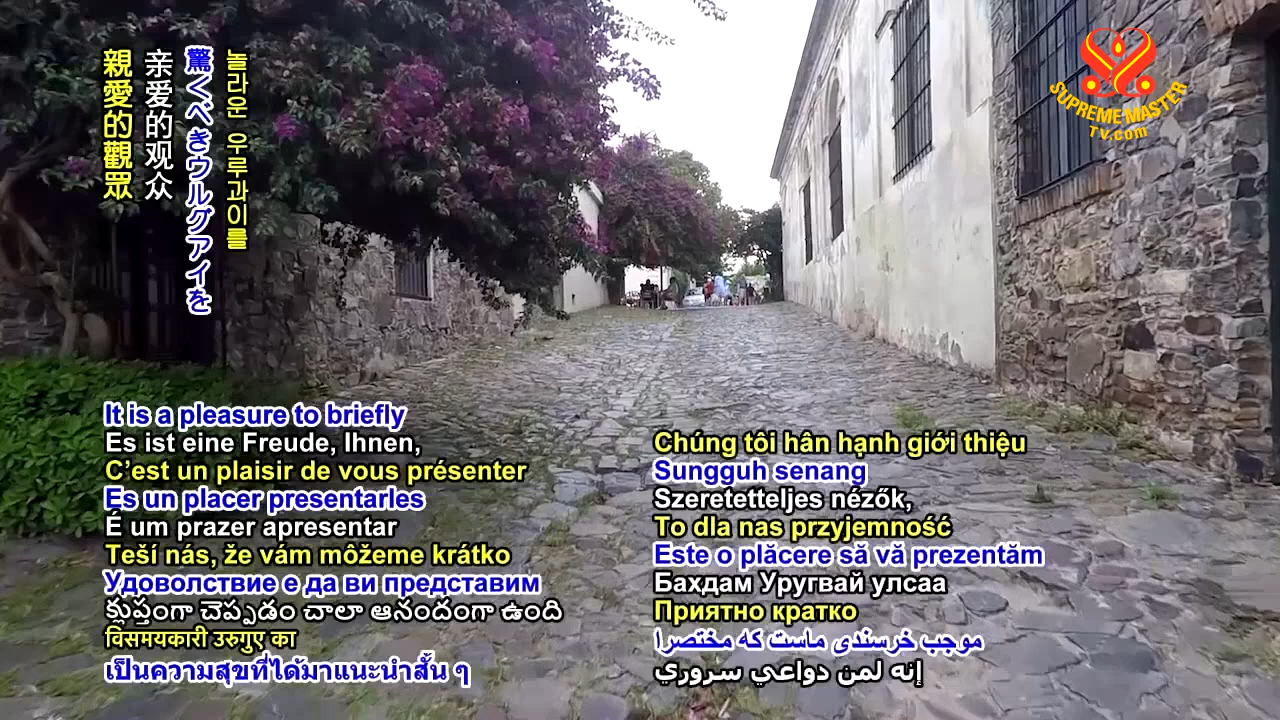 놀라운 우루과이를
驚くべきウルグアイを
亲爱的观众
親愛的觀眾
SUPREME MASTER
TV.com
It is a pleasure to briefly
Es ist eine Freude, Ihnen,
C’est un plaisir de vous présenter
Es un placer presentarles
É um prazer apresentar
Teší nás, že vám môžeme krátko
Удоволствие е да ви представим
క్లుప్తంగా చెప్పడం చాలా ఆనందంగా ఉంది
विसमयकारी उरुगुए का
เป็นความสุขที่ได้มาแนะนำสั้น ๆ
Chúng tôi hân hạnh giới thiệu
Sungguh senang
Szeretetteljes nézők,
To dla nas przyjemność
Este o plăcere să vă prezentăm
Бахдам Уругвай улсаа
Приятно кратко
موجب خرسندی ماست که مختصرا
إنه لمن دواعي سروري